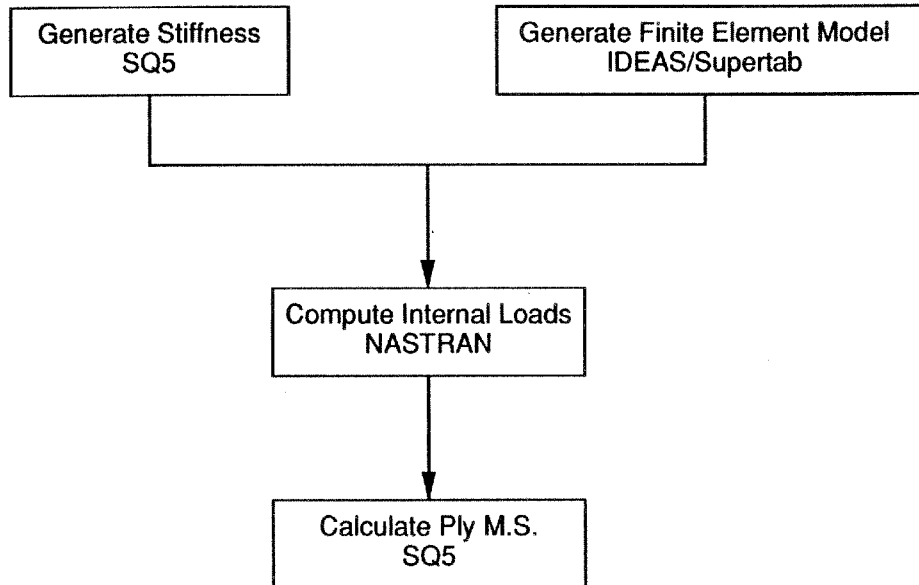 Generate Stiffness
SQ5
Generate Finite Element Model
IDEAS/Supertab
Compute Internal Loads
NASTRAN
Calculate Ply M.S.
SQ5